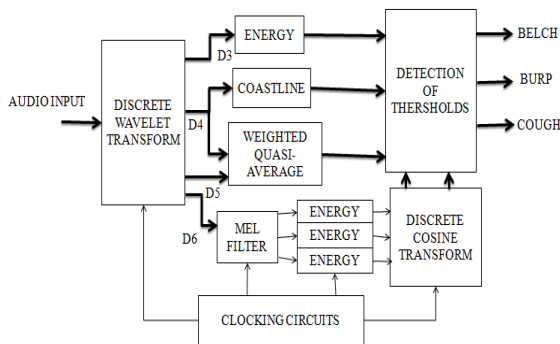 AUDIO INPUT
DISCRETE
WAVELET
TRANSFORM
D3
D4
D5
D6
ENERGY
COASTLINE
WEIGHTED
QUASI-
AVERAGE
MEL
FILTER
ENERGY
ENERGY
ENERGY
DETECTION
OF
THERSHOLDS
DISCRETE
COSINE
TRANSFORM
BELCH
BURP
COUGH
CLOCKING CIRCUITS